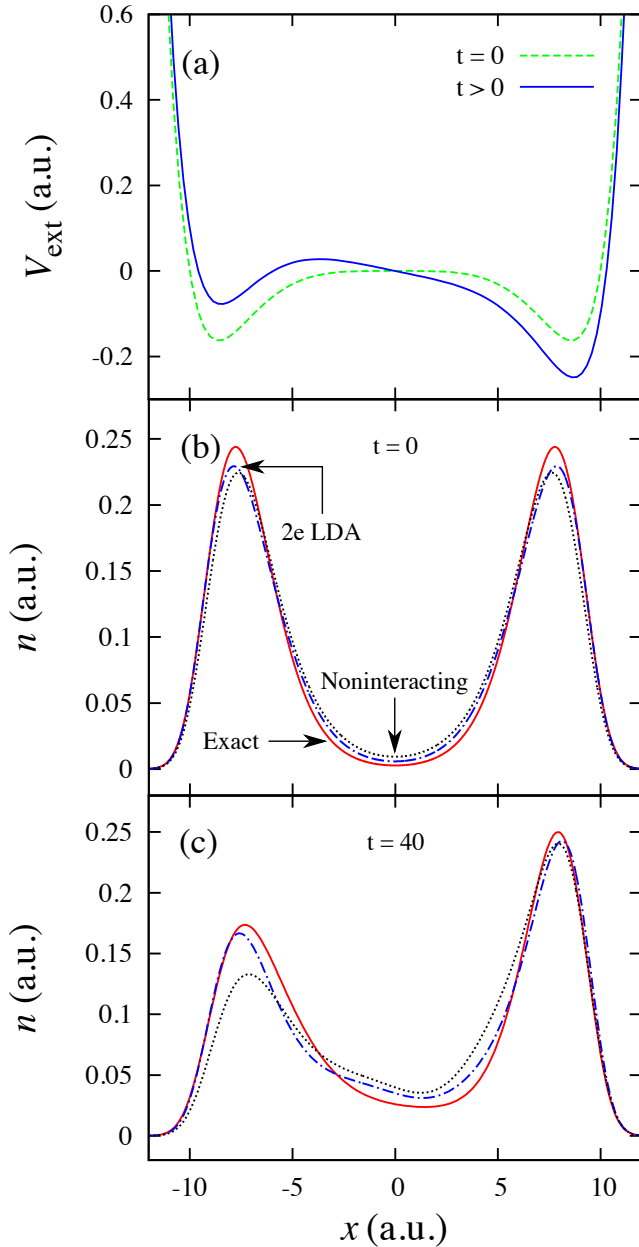 0.6
(a)
t = 0
t > 0
0.4
0.2
0
-0.2
V_ext (a.u.)
(b)
t = 0
0.25
0.2
2e LDA
0.15
0.1
Noninteracting
0.05
Exact
0
n (a.u.)
(c)
t = 40
0.25
0.2
0.15
0.1
0.05
0
n (a.u.)
-10 -5 0 5 10
x (a.u.)